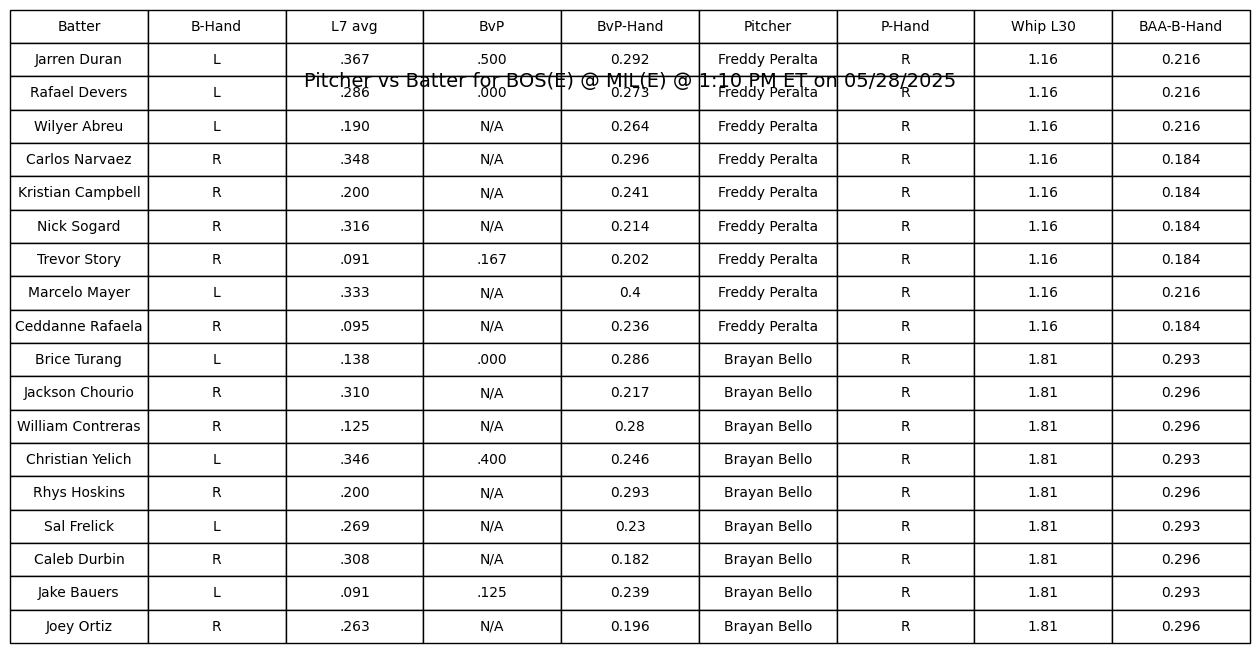 Batter B-Hand L7 avg BvP BvP-Hand Pitcher P-Hand Whip L30 BAA-B-Hand
Jarren Duran L .367 .500 0.292 Freddy Peralta R 1.16 0.216
Pitcher vs Batter for BOS(E) @ MIL(E) @ 1:10 PM ET on 05/28/2025
Rafael Devers L .286 .000 0.273 Freddy Peralta R 1.16 0.216
Wilyer Abreu L .190 N/A 0.264 Freddy Peralta R 1.16 0.216
Carlos Narvaez R .348 N/A 0.296 Freddy Peralta R 1.16 0.184
Kristian Campbell R .200 N/A 0.241 Freddy Peralta R 1.16 0.184
Nick Sogard R .316 N/A 0.214 Freddy Peralta R 1.16 0.184
Trevor Story R .091 .167 0.202 Freddy Peralta R 1.16 0.184
Marcelo Mayer L .333 N/A 0.4 Freddy Peralta R 1.16 0.216
Ceddanne Rafaela R .095 N/A 0.236 Freddy Peralta R 1.16 0.184
Brice Turang L .138 .000 0.286 Brayan Bello R 1.81 0.293
Jackson Chourio R .310 N/A 0.217 Brayan Bello R 1.81 0.296
William Contreras R .125 N/A 0.28 Brayan Bello R 1.81 0.296
Christian Yelich L .346 .400 0.246 Brayan Bello R 1.81 0.293
Rhys Hoskins R .200 N/A 0.293 Brayan Bello R 1.81 0.296
Sal Frelick L .269 N/A 0.23 Brayan Bello R 1.81 0.293
Caleb Durbin R .308 N/A 0.182 Brayan Bello R 1.81 0.296
Jake Bauers L .091 .125 0.239 Brayan Bello R 1.81 0.293
Joey Ortiz R .263 N/A 0.196 Brayan Bello R 1.81 0.296